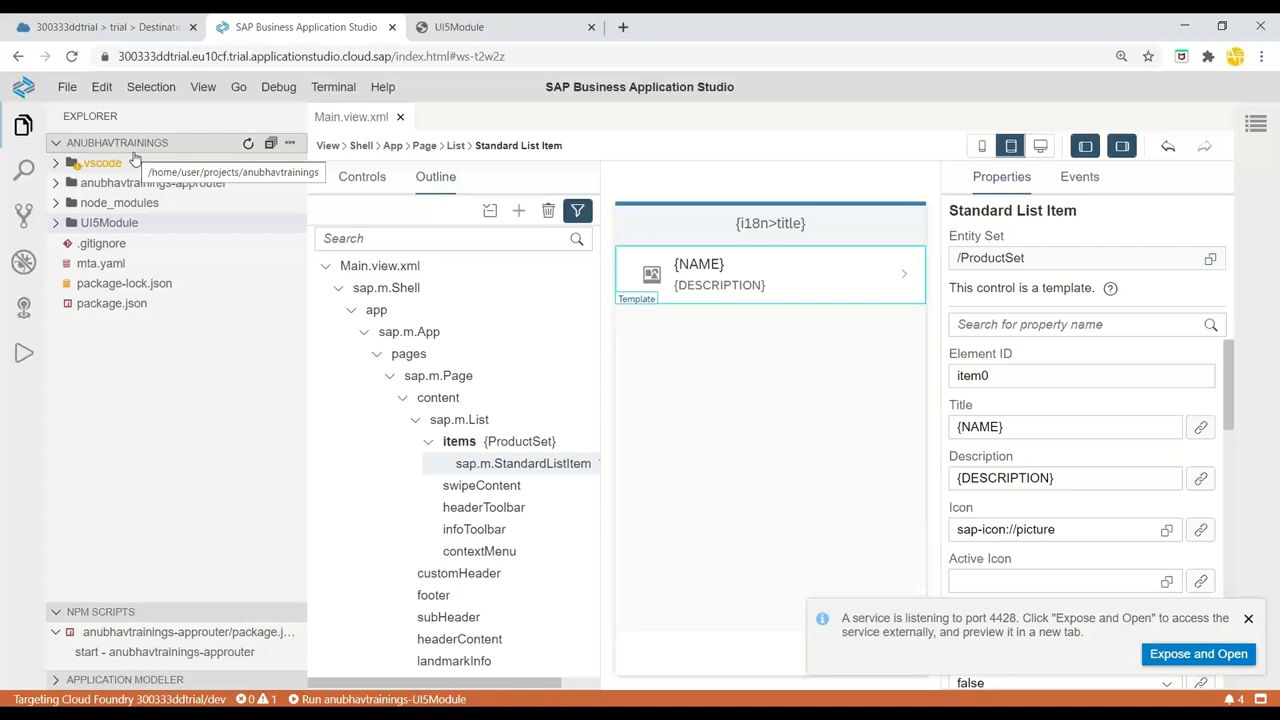 300333ddtrial > trial > Destinati
SAP Business Application Studio
UI5Module
300333ddtrial.eu10cf.trial.applicationstudio.cloud.sap/index.html#ws-t2w2z
File Edit Selection View Go Debug Terminal Help
SAP Business Application Studio
EXPLORER
ANUBHAVTRAININGS
.vscode
/home/user/projects/anubhavtrainings
anubhavtrainings-approuter
node_modules
UI5Module
.gitignore
mta.yaml
package-lock.json
package.json
NPM SCRIPTS
anubhavtrainings-approuter/package.j...
start - anubhavtrainings-approuter
APPLICATION MODELER
Main.view.xml
View > Shell > App > Page > List > Standard List Item
Controls
Outline
Search
Main.view.xml
sap.m.Shell
app
sap.m.App
pages
sap.m.Page
content
sap.m.List
items {ProductSet}
sap.m.StandardListItem
swipeContent
headerToolbar
infoToolbar
contextMenu
customHeader
footer
subHeader
headerContent
landmarkInfo
{i18n>title}
{NAME}
{DESCRIPTION}
Template
Properties
Events
Standard List Item
Entity Set
/ProductSet
This control is a template.
Search for property name
Element ID
item0
Title
{NAME}
Description
{DESCRIPTION}
Icon
sap-icon://picture
Active Icon
A service is listening to port 4428. Click "Expose and Open" to access the
service externally, and preview it in a new tab.
Expose and Open
false
Targeting Cloud Foundry 300333ddtrial/dev
0
1
Run anubhavtrainings-UI5Module
4